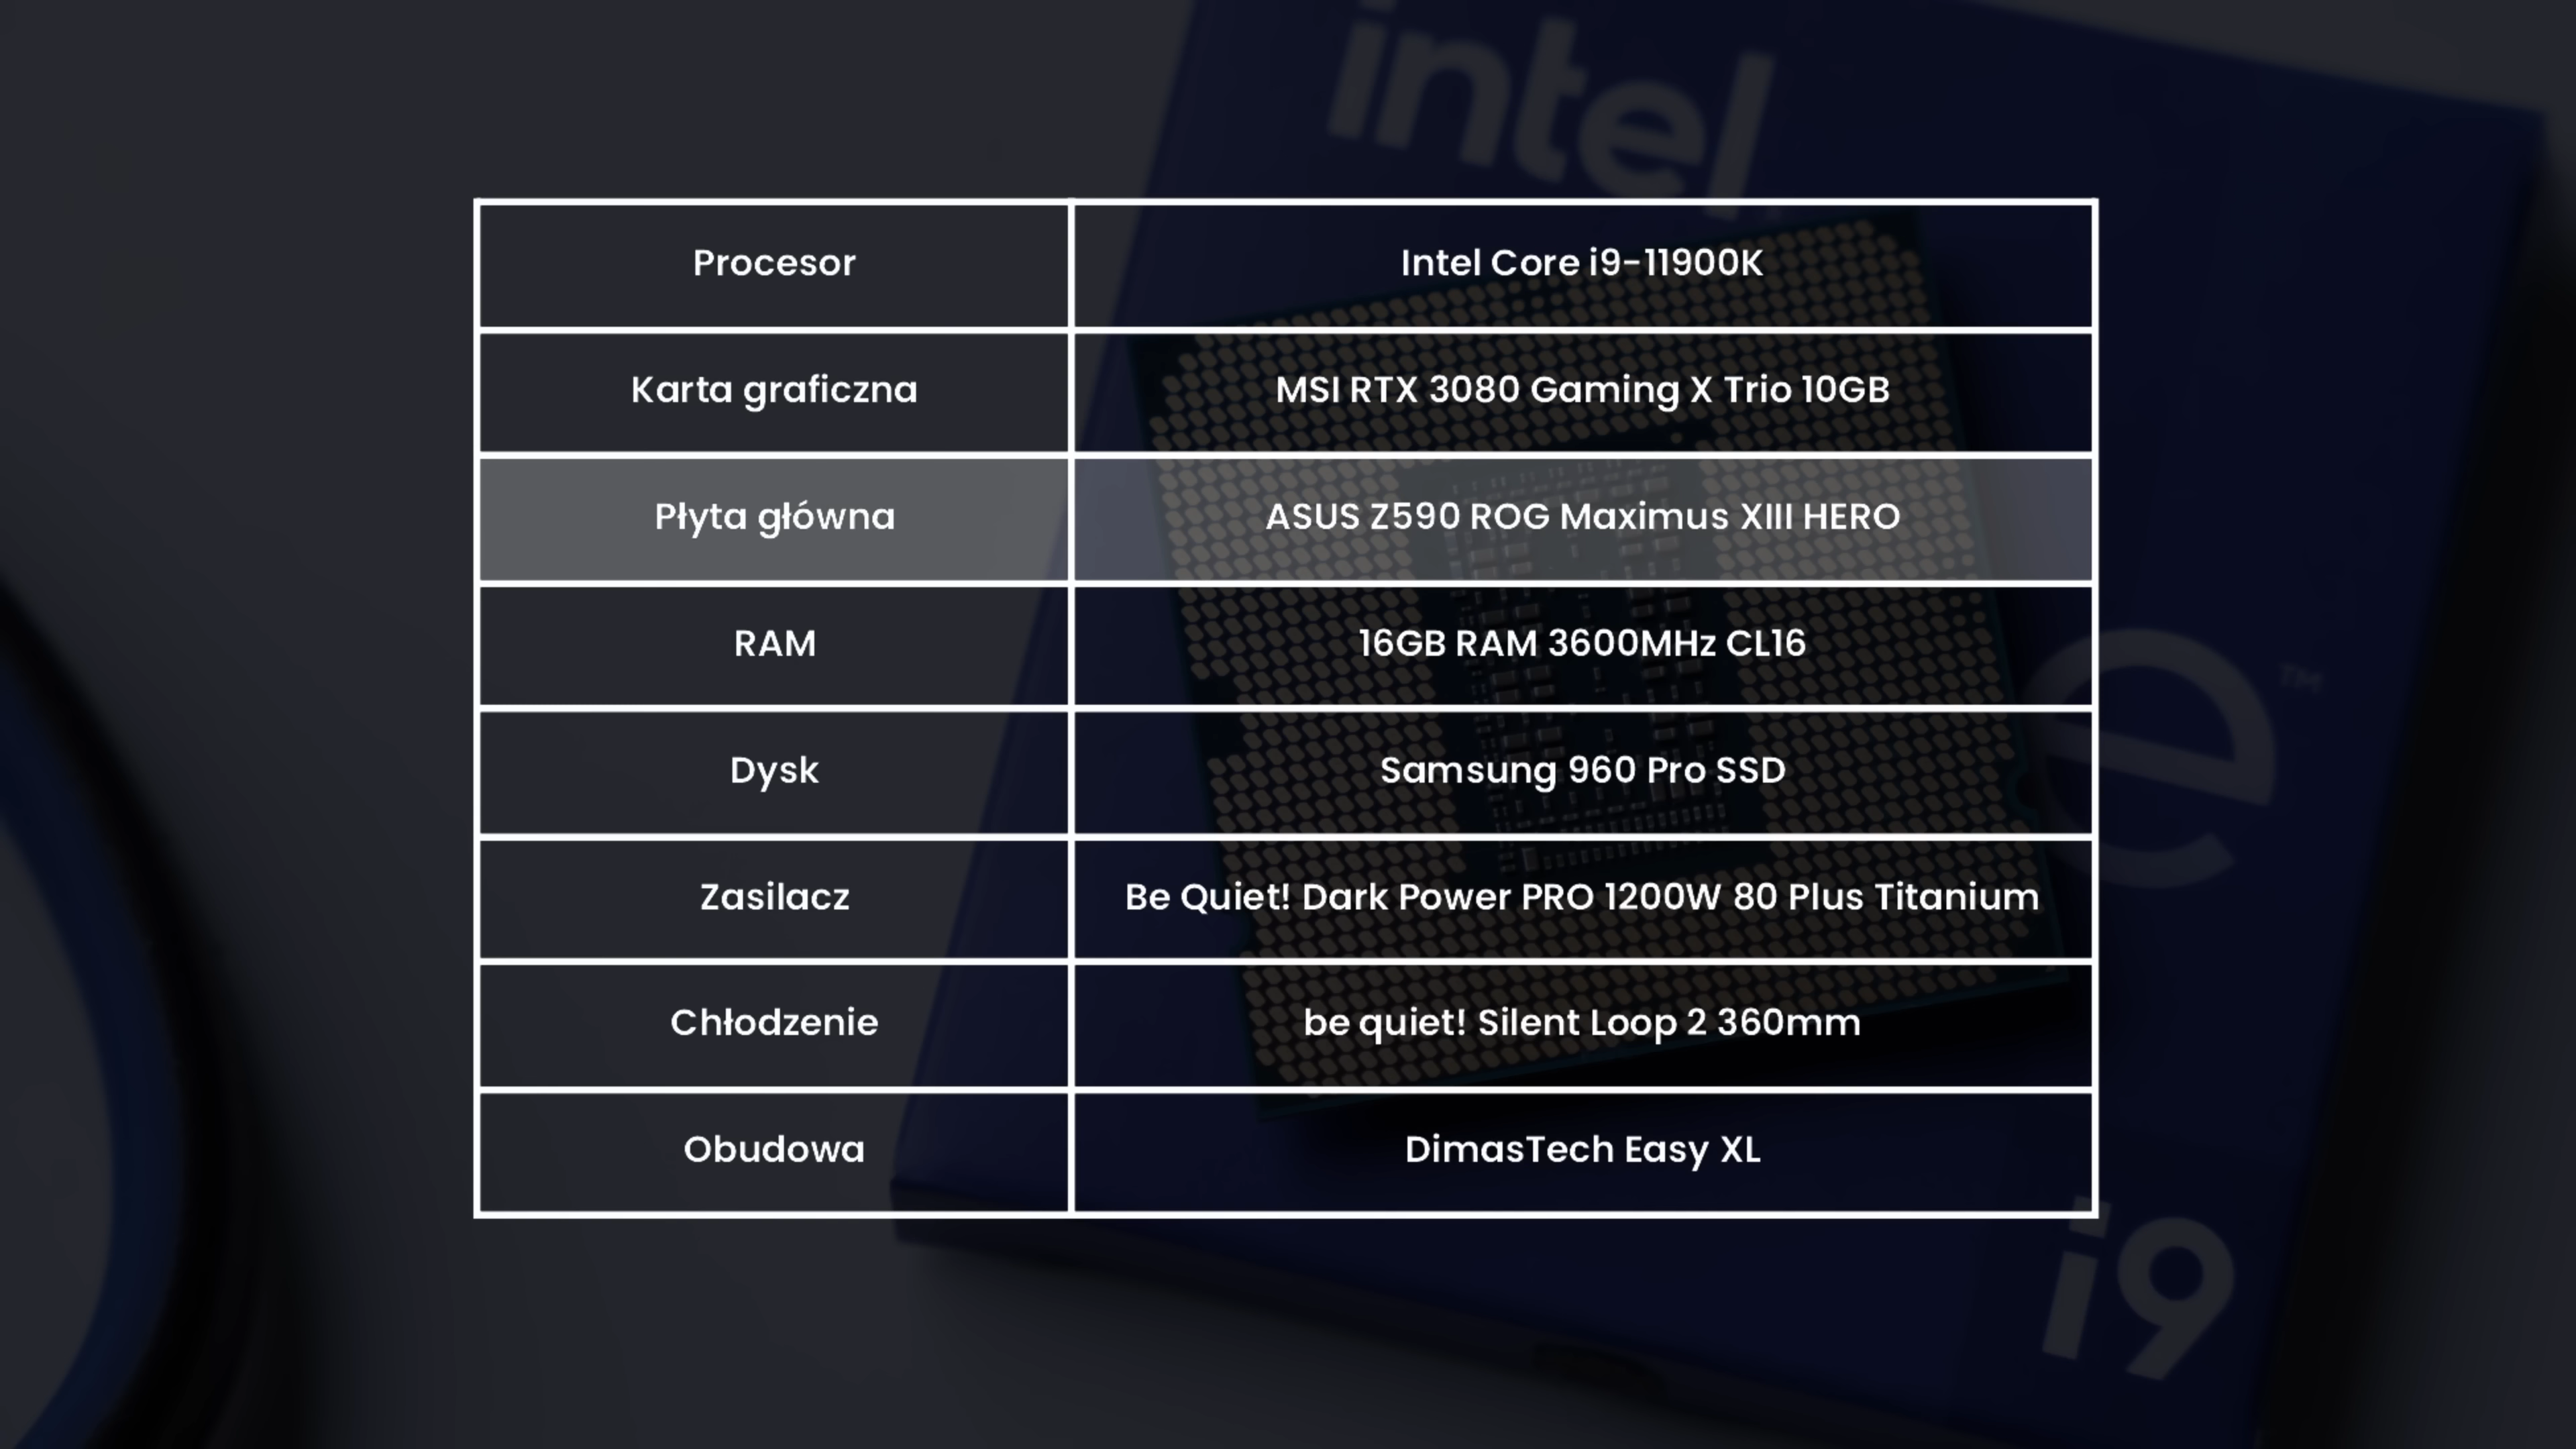 intel
Procesor Intel Core i9-11900K
Karta graficzna MSI RTX 3080 Gaming X Trio 10GB
Płyta główna ASUS Z590 ROG Maximus XIII HERO
RAM 16GB RAM 3600MHz CL16
Dysk Samsung 960 Pro SSD
Zasilacz Be Quiet! Dark Power PRO 1200W 80 Plus Titanium
Chłodzenie be quiet! Silent Loop 2 360mm
Obudowa DimasTech Easy XL
e™
i9